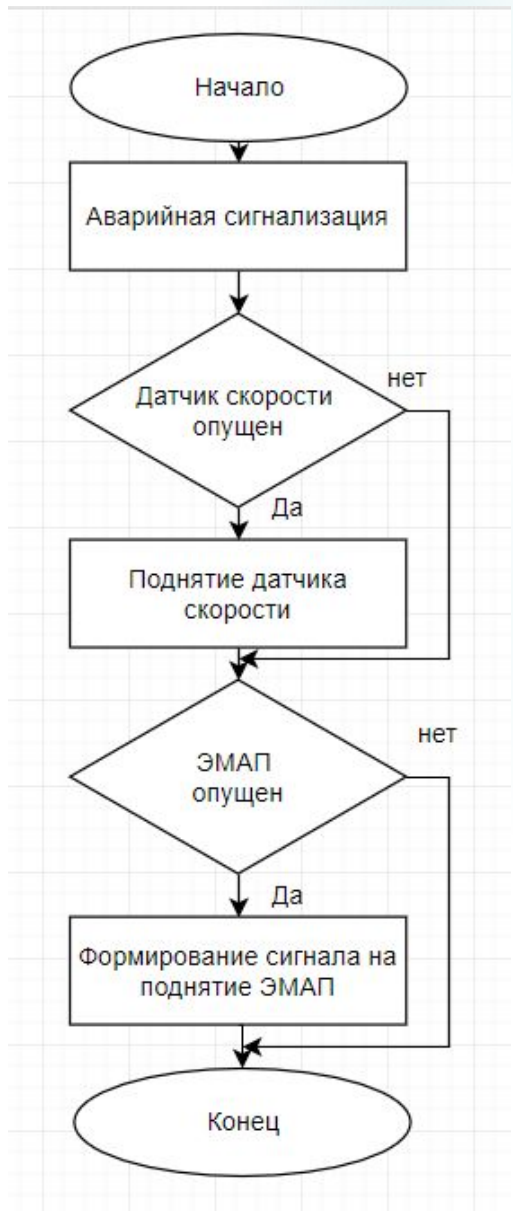 Начало
Аварийная сигнализация
Датчик скорости
опущен
нет
Да
Поднятие датчика
скорости
ЭМАП
опущен
нет
Да
Формирование сигнала на
поднятие ЭМАП
Конец